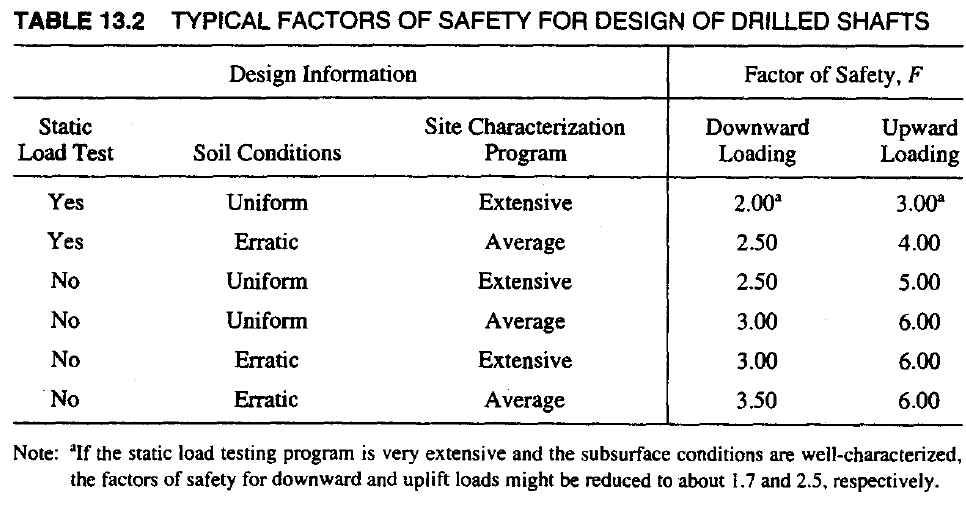 TABLE 13.2 TYPICAL FACTORS OF SAFETY FOR DESIGN OF DRILLED SHAFTS
Design Information Factor of Safety, F
Static Load Test Soil Conditions Site Characterization Program Downward Loading Upward Loading
Yes Uniform Extensive 2.00ᵃ 3.00ᵃ
Yes Erratic Average 2.50 4.00
No Uniform Extensive 2.50 5.00
No Uniform Average 3.00 6.00
No Erratic Extensive 3.00 6.00
No Erratic Average 3.50 6.00
Note: ᵃIf the static load testing program is very extensive and the subsurface conditions are well-characterized,
the factors of safety for downward and uplift loads might be reduced to about 1.7 and 2.5, respectively.